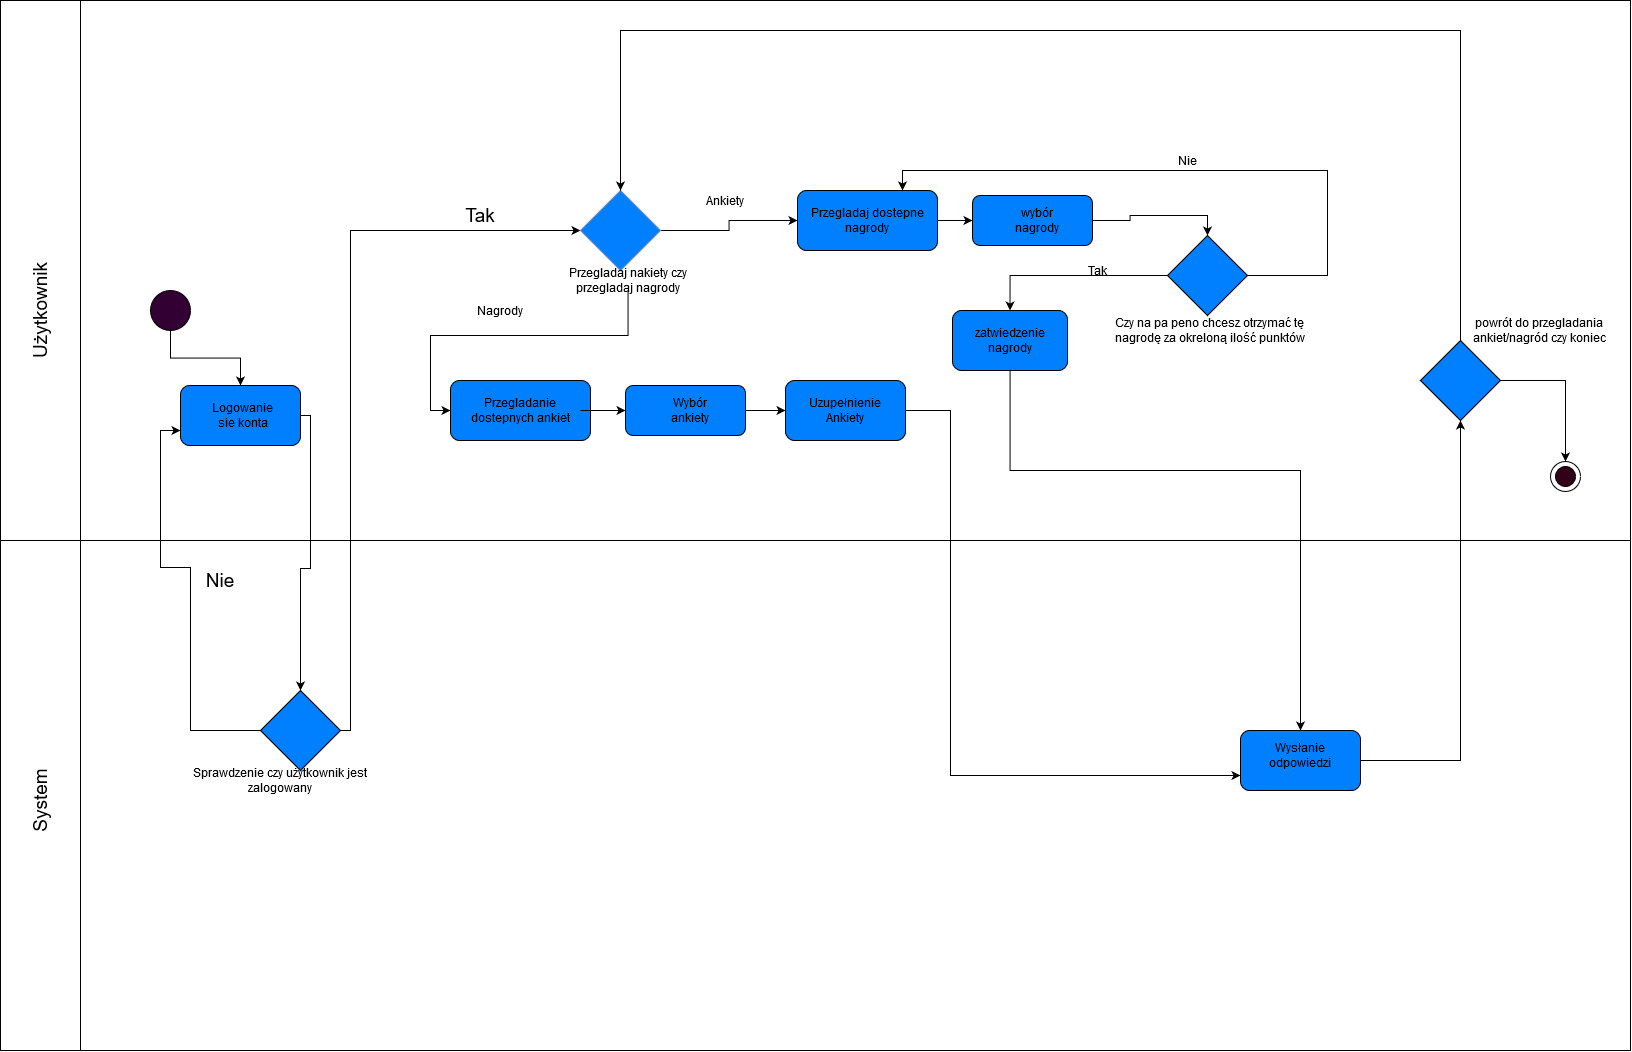 Użytkownik
Logowanie
sie konta
Nie
Sprawdzenie czy użytkownik jest
zalogowany
Tak
Przegladaj nakiety czy
przegladaj nagrody
Ankiety
Nagrody
Przegladaj dostepne
nagrody
wybór
nagrody
Nie
Tak
Czy na pa peno chcesz otrzymać tę
nagrodę za okreloną ilość punktów
zatwiedzenie
nagrody
Przegladanie
dostepnych ankiet
Wybór
ankiety
Uzupełnienie
Ankiety
powrót do przegladania
ankiet/nagród czy koniec
System
Wysłanie
odpowiedzi